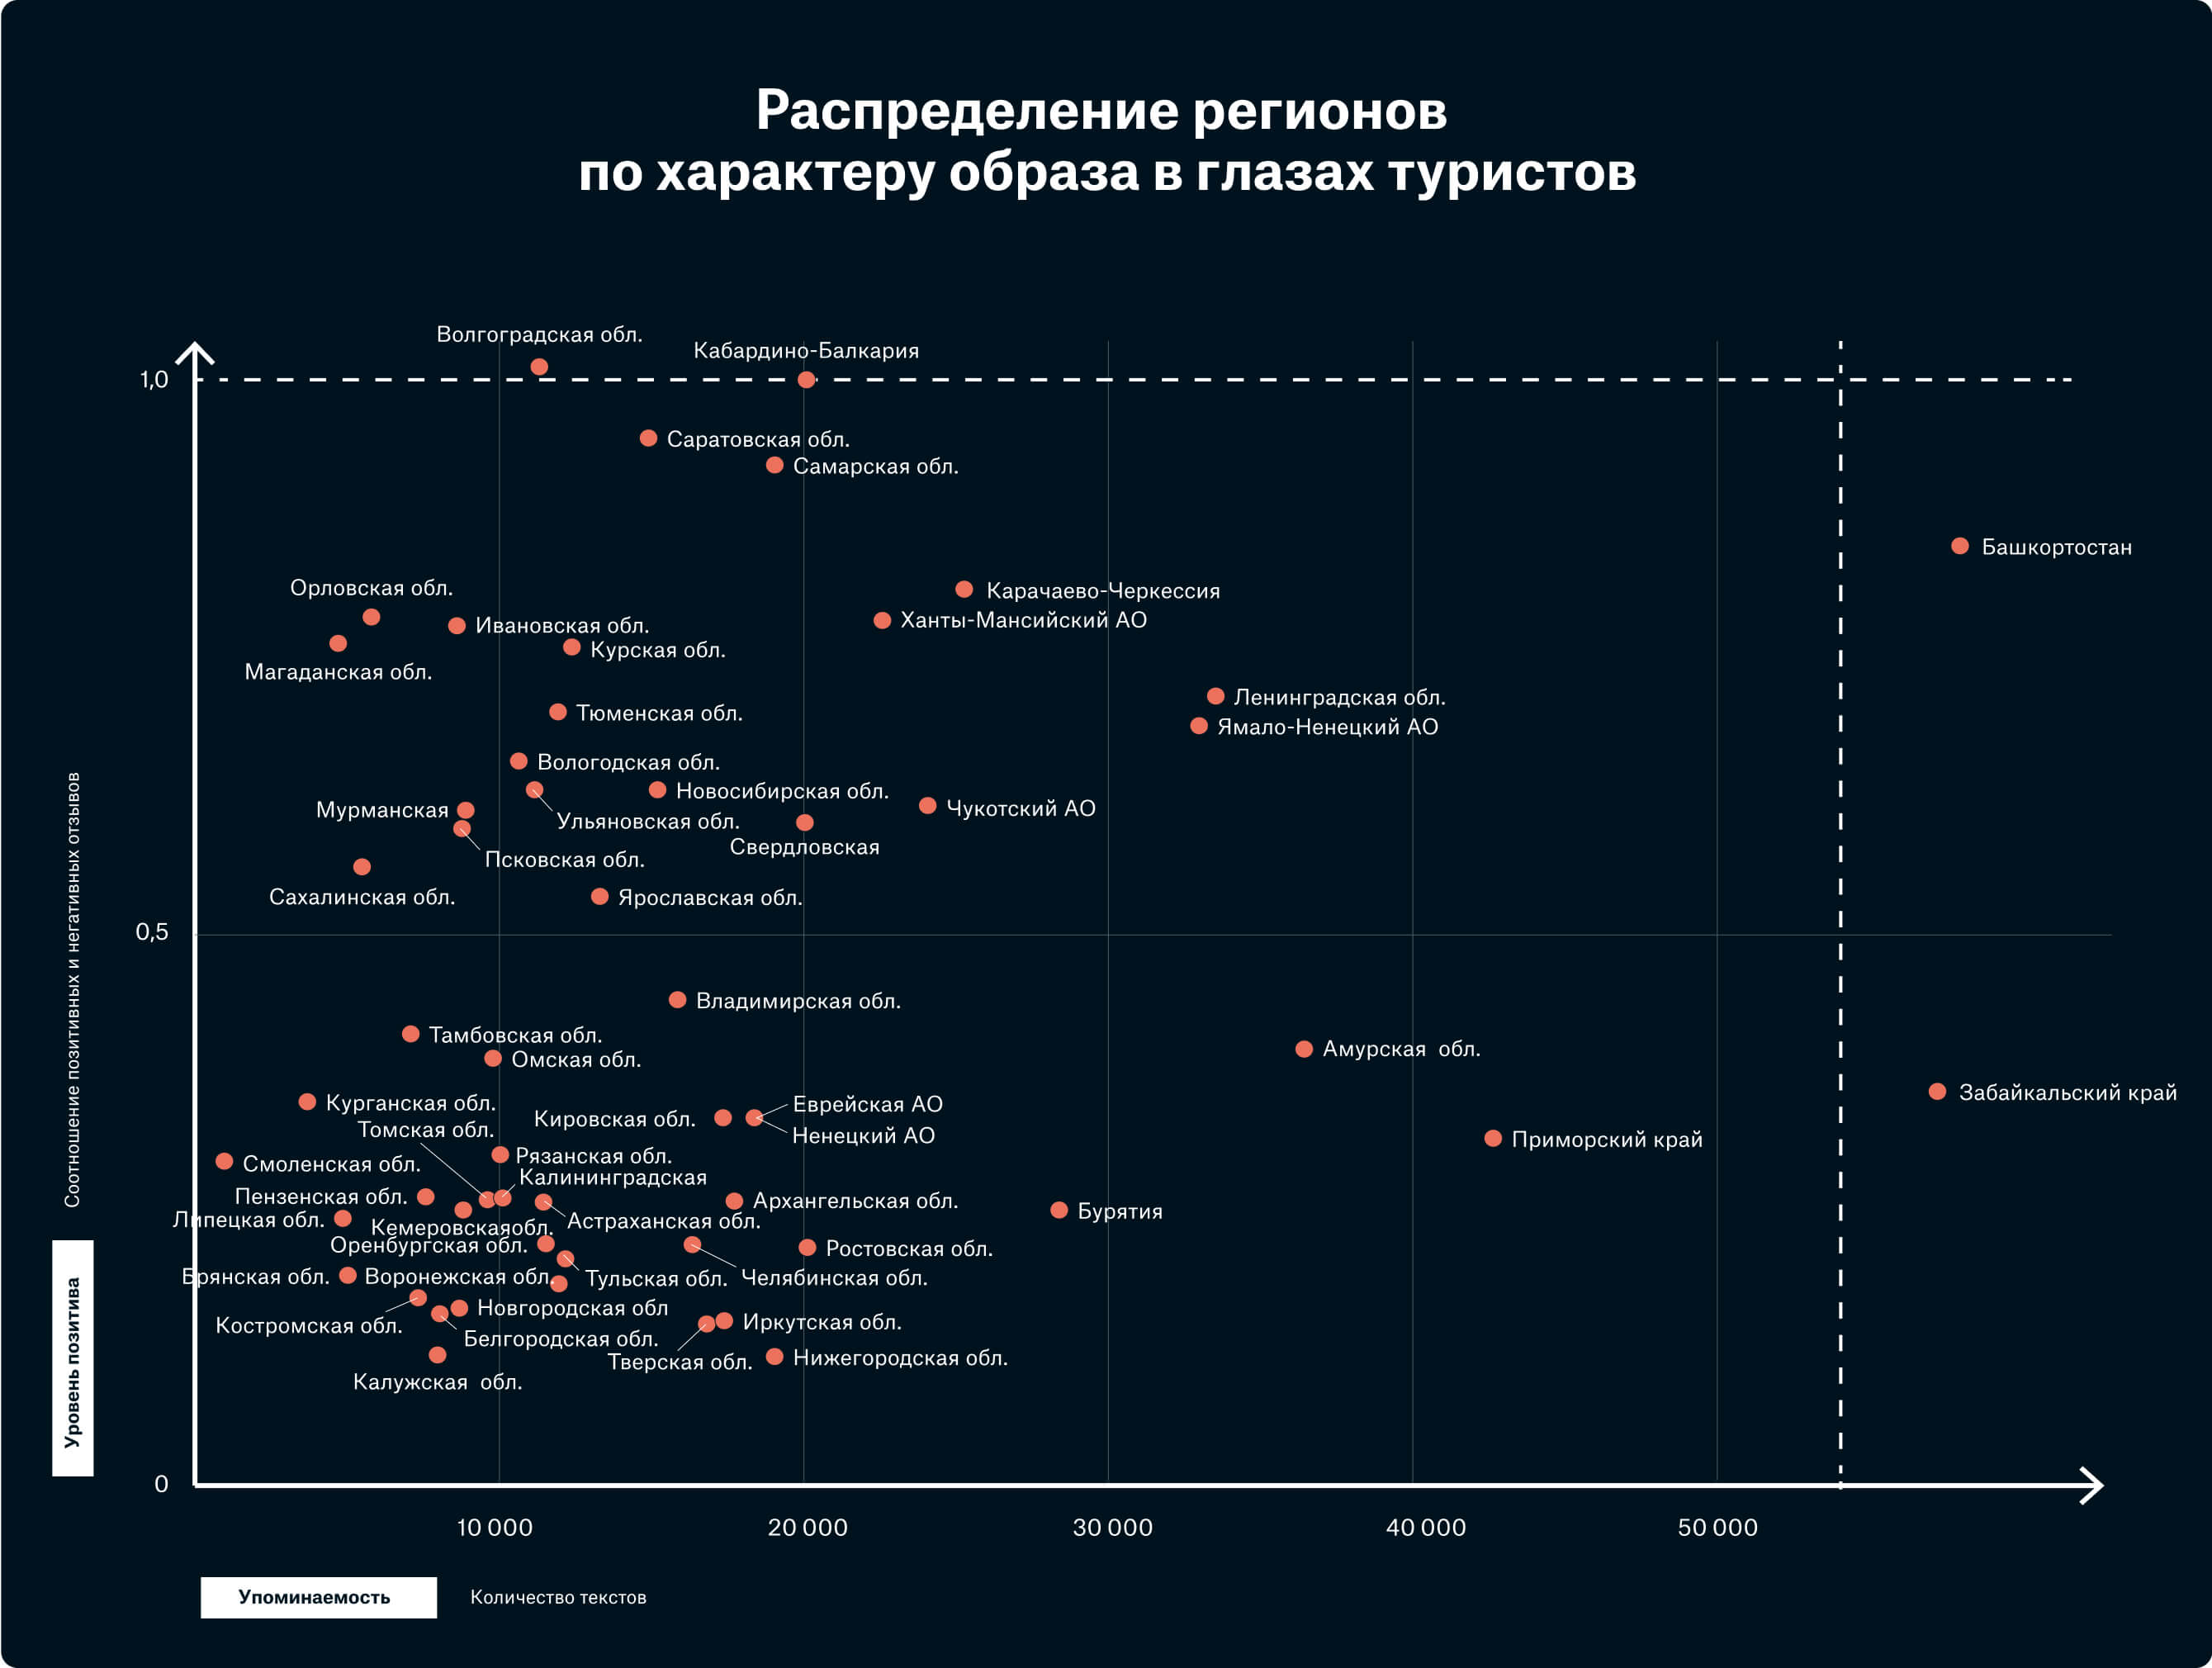 Распределение регионов
по характеру образа в глазах туристов
Волгоградская обл.
Кабардино-Балкария
1,0
Саратовская обл.
Самарская обл.
Башкортостан
Орловская обл.
Карачаево-Черкессия
Ханты-Мансийский АО
Ивановская обл.
Курская обл.
Магаданская обл.
Ленинградская обл.
Тюменская обл.
Ямало-Ненецкий АО
Вологодская обл.
Новосибирская обл.
Чукотский АО
Мурманская
Ульяновская обл.
Свердловская
Псковская обл.
Сахалинская обл.
Ярославская обл.
0,5
Владимирская обл.
Тамбовская обл.
Амурская  обл.
Омская обл.
Забайкальский край
Курганская обл.
Еврейская АО
Кировская обл.
Томская обл.
Ненецкий АО
Приморский край
Рязанская обл.
Смоленская обл.
Калининградская
Пензенская обл.
Архангельская обл.
Бурятия
Липецкая обл.
Астраханская обл.
Кемеровскаяобл.
Оренбургская обл.
Ростовская обл.
Брянская обл.
Воронежская обл.
Тульская обл.
Челябинская обл.
Новгородская обл
Костромская обл.
Иркутская обл.
Белгородская обл.
Тверская обл.
Нижегородская обл.
Калужская  обл.
0
10 000
20 000
30 000
40 000
50 000
Уровень позитива
Соотношение позитивных и негативных отзывов
Упоминаемость
Количество текстов